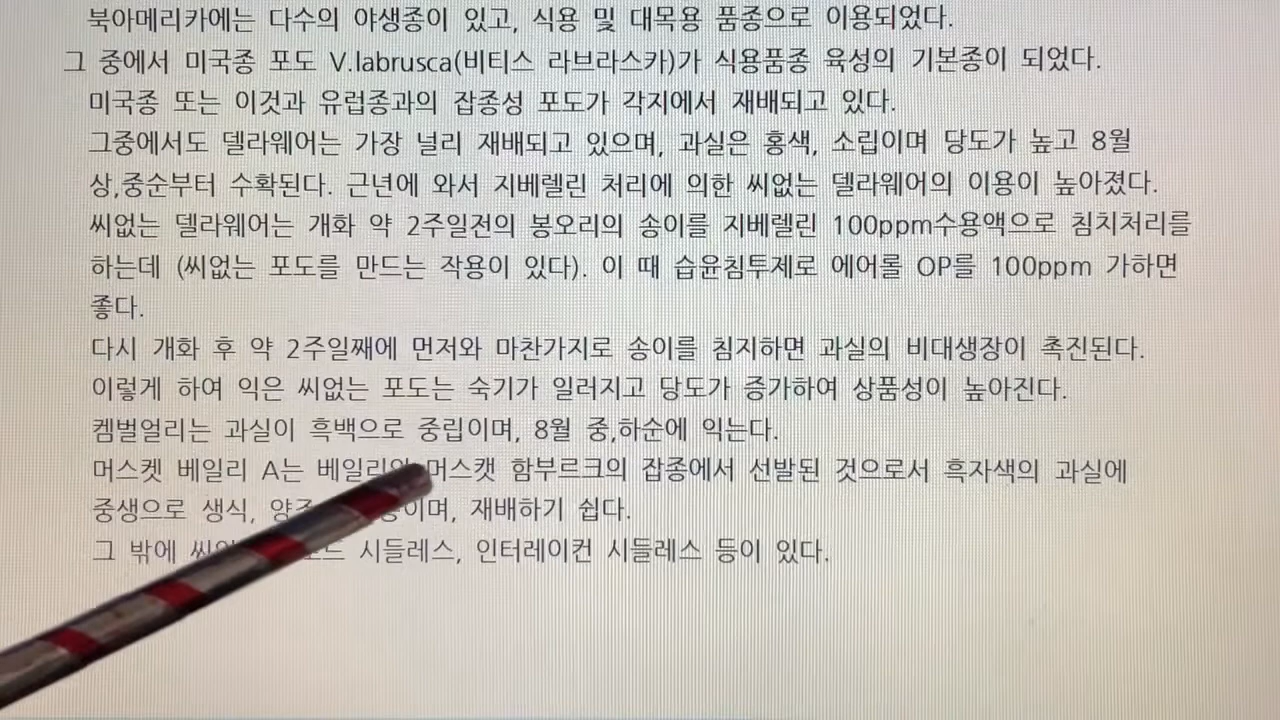 북아메리카에는 다수의 야생종이 있고, 식용 및 대목용 품종으로 이용되었다.
그 중에서 미국종 포도 V.labrusca(비티스 라브라스카)가 식용품종 육성의 기본종이 되었다.
미국종 또는 이것과 유럽종과의 잡종성 포도가 각지에서 재배되고 있다.
그중에서도 델라웨어는 가장 널리 재배되고 있으며, 과실은 홍색, 소립이며 당도가 높고 8월
상,중순부터 수확된다. 근년에 와서 지베렐린 처리에 의한 씨없는 델라웨어의 이용이 높아졌다.
씨없는 델라웨어는 개화 약 2주일전의 봉오리의 송이를 지베렐린 100ppm수용액으로 침치처리를
하는데 (씨없는 포도를 만드는 작용이 있다). 이 때 습윤침투제로 에어롤 OP를 100ppm 가하면
좋다.
다시 개화 후 약 2주일째에 먼저와 마찬가지로 송이를 침지하면 과실의 비대생장이 촉진된다.
이렇게 하여 익은 씨없는 포도는 숙기가 일러지고 당도가 증가하여 상품성이 높아진다.
켐벌얼리는 과실이 흑백으로 중립이며, 8월 중,하순에 익는다.
머스켓 베일리 A는 베일리와 머스캣 함부르크의 잡종에서 선발된 것으로서 흑자색의 과실에
중생으로 생식, 재배하기 쉽다.
그 밖에 시들레스, 인터레이컨 시들레스 등이 있다.